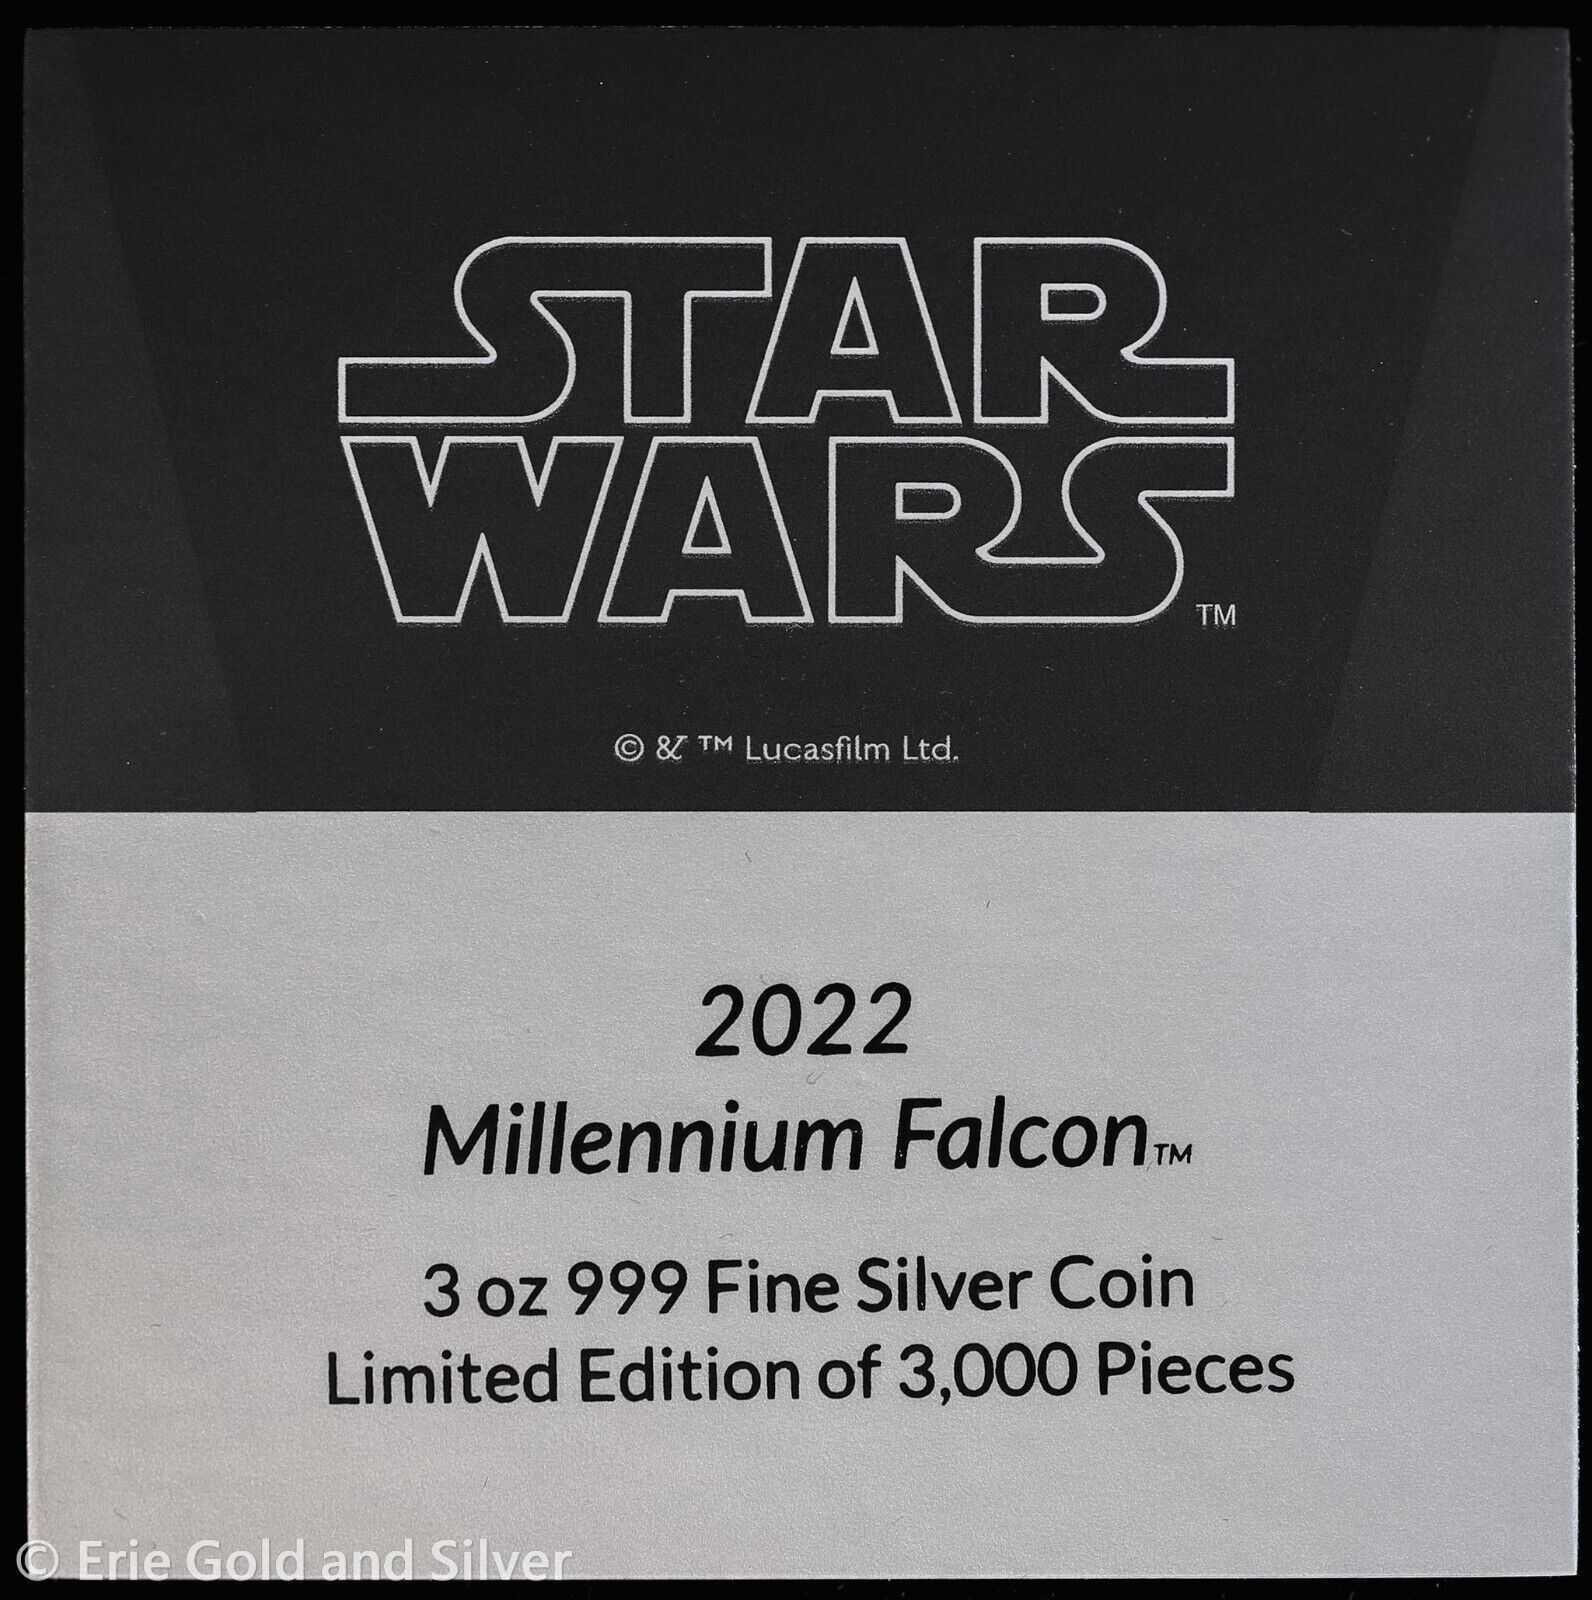 STAR
WARS ™
© & ™ Lucasfilm Ltd.
2022
Millennium Falcon™
3 oz 999 Fine Silver Coin
Limited Edition of 3,000 Pieces
© Erie Gold and Silver